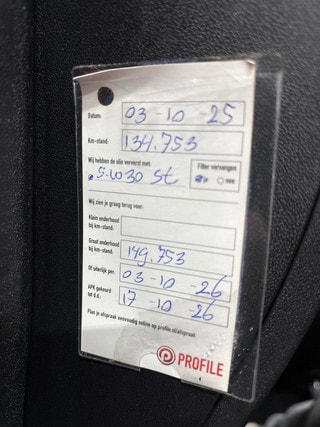 Datum: 03-10-25
Km-stand: 134.753
Wij hebben de olie ververst met: Filter vervangen
5W30 St ja nee
Wij zien je graag terug voor:
Klein onderhoud
bij km-stand:
Groot onderhoud
bij km-stand: 149.753
Of uiterlijk per: 03-10-26
APK gekeurd
tot d.d.: 17-10-26
Plan je afspraak eenvoudig online op profile.nl/afspraak
PROFILE